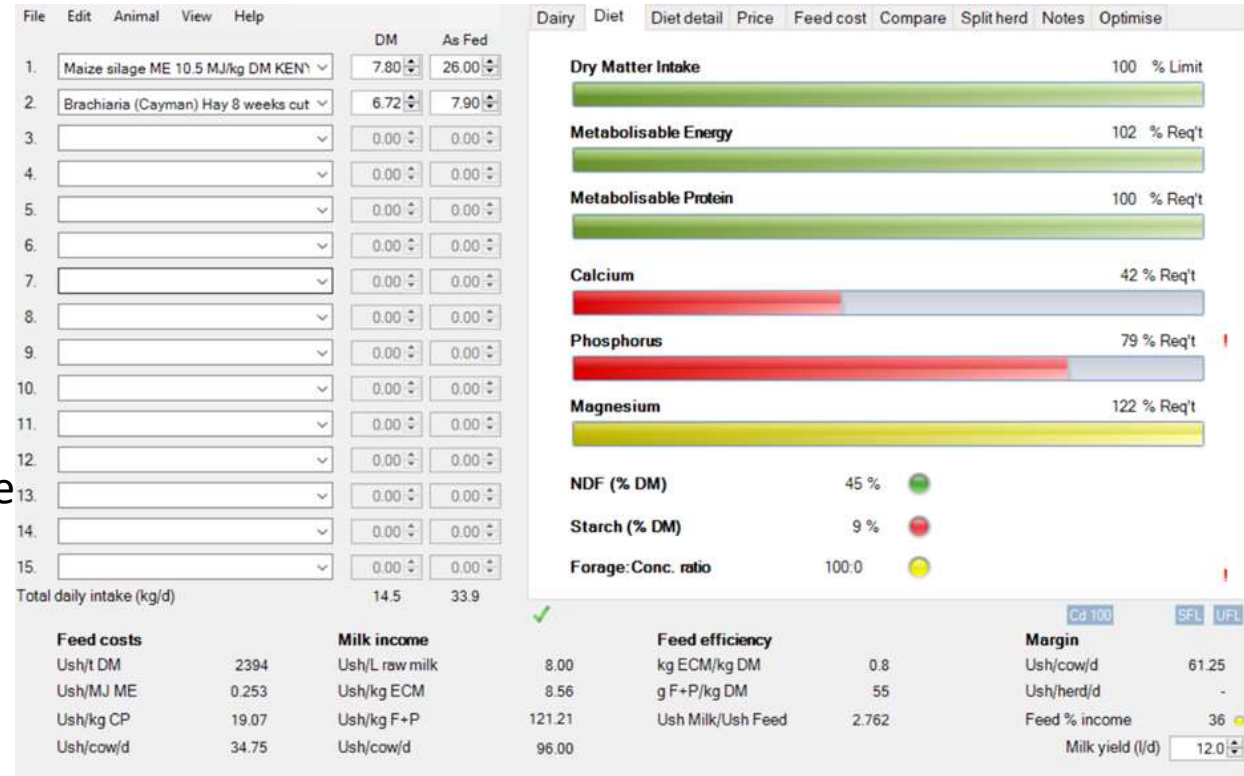 File Edit Animal View Help
DM As Fed
1. Maize silage ME 10.5 MJ/kg DM KENY 7.80 26.00
2. Brachiaria (Cayman) Hay 8 weeks cut 6.72 7.90
3. 0.00 0.00
4. 0.00 0.00
5. 0.00 0.00
6. 0.00 0.00
7. 0.00 0.00
8. 0.00 0.00
9. 0.00 0.00
10. 0.00 0.00
11. 0.00 0.00
12. 0.00 0.00
e
13. 0.00 0.00
14. 0.00 0.00
15. 0.00 0.00
Total daily intake (kg/d) 14.5 33.9
Dairy Diet Diet detail Price Feed cost Compare Split herd Notes Optimise
Dry Matter Intake 100 % Limit
Metabolisable Energy 102 % Req't
Metabolisable Protein 100 % Req't
Calcium 42 % Req't
Phosphorus 79 % Req't !
Magnesium 122 % Req't
NDF (% DM) 45 %
Starch (% DM) 9 %
Forage:Conc. ratio 100:0 !
Cd 100 SFL UFL
Feed costs Milk income Feed efficiency Margin
Ush/t DM 2394 Ush/L raw milk 8.00 kg ECM/kg DM 0.8 Ush/cow/d 61.25
Ush/MJ ME 0.253 Ush/kg ECM 8.56 g F+P/kg DM 55 Ush/herd/d -
Ush/kg CP 19.07 Ush/kg F+P 121.21 Ush Milk/Ush Feed 2.762 Feed % income 36
Ush/cow/d 34.75 Ush/cow/d 96.00 Milk yield (l/d) 12.0